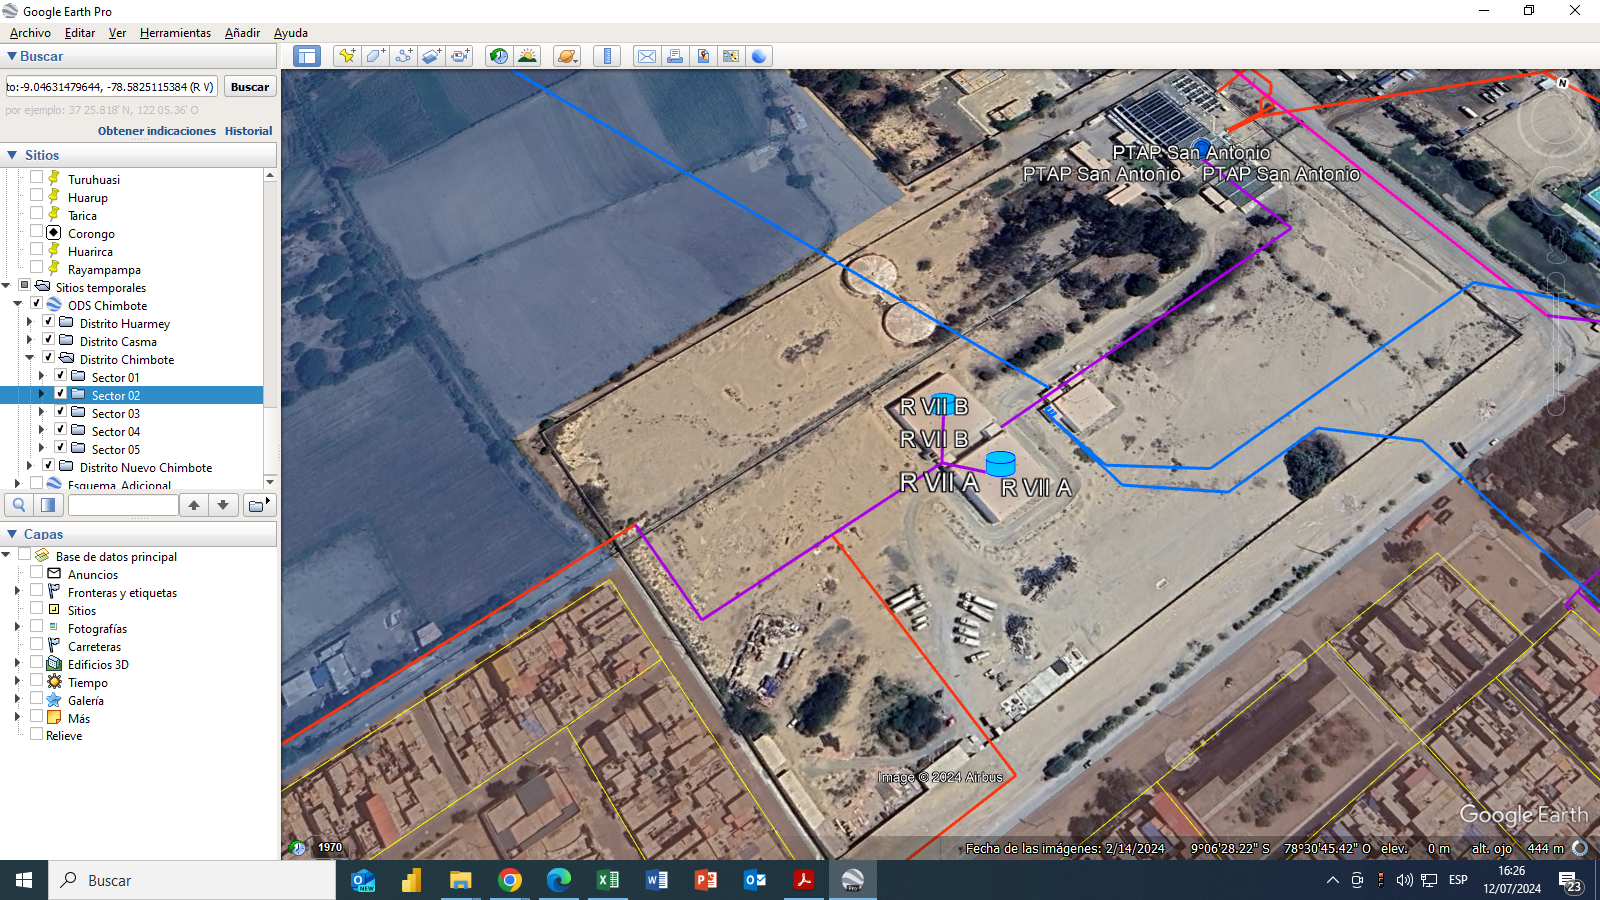 Google Earth Pro
Archivo Editar Ver Herramientas Añadir Ayuda
Buscar
to:-9.04631479644, -78.5825115384 (R V)
Buscar
por ejemplo: 37 25.818' N, 122 05.36' O
Obtener indicaciones Historial
Sitios
Turuhuasi
Huarup
Tarica
Corongo
Huarirca
Rayampampa
Sitios temporales
ODS Chimbote
Distrito Huarmey
Distrito Casma
Distrito Chimbote
Sector 01
Sector 02
Sector 03
Sector 04
Sector 05
Distrito Nuevo Chimbote
Esquema Adicional
Capas
Base de datos principal
Anuncios
Fronteras y etiquetas
Sitios
Fotografías
Carreteras
Edificios 3D
Tiempo
Galería
Más
Relieve
N
PTAP San Antonio
PTAP San Antonio PTAP San Antonio
R VII B
R VII B
R VII A R VII A
Image © 2024 Airbus
Google Earth
1970
Fecha de las imágenes: 2/14/2024 9°06'28.22" S 78°30'45.42" O elev. 0 m alt. ojo 444 m
Buscar
NEW
Pro
ESP
16:26
12/07/2024
23